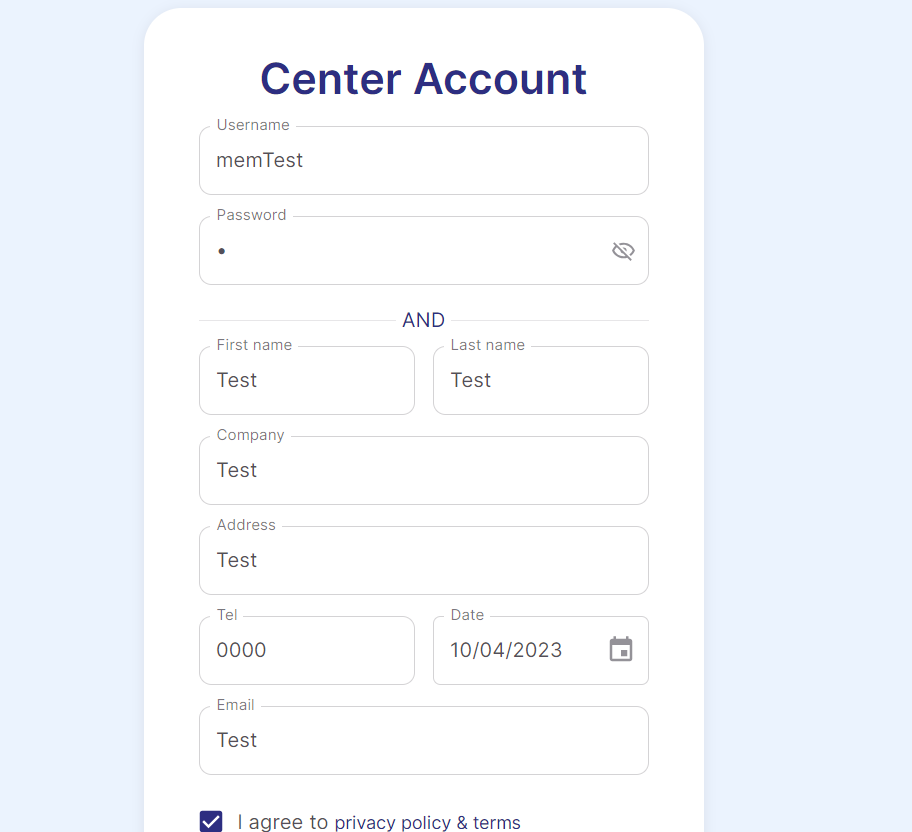 Center Account
Username
memTest
Password
•
AND
First name
Last name
Test
Test
Company
Test
Address
Test
Tel
Date
0000
10/04/2023
Email
Test
I agree to privacy policy & terms